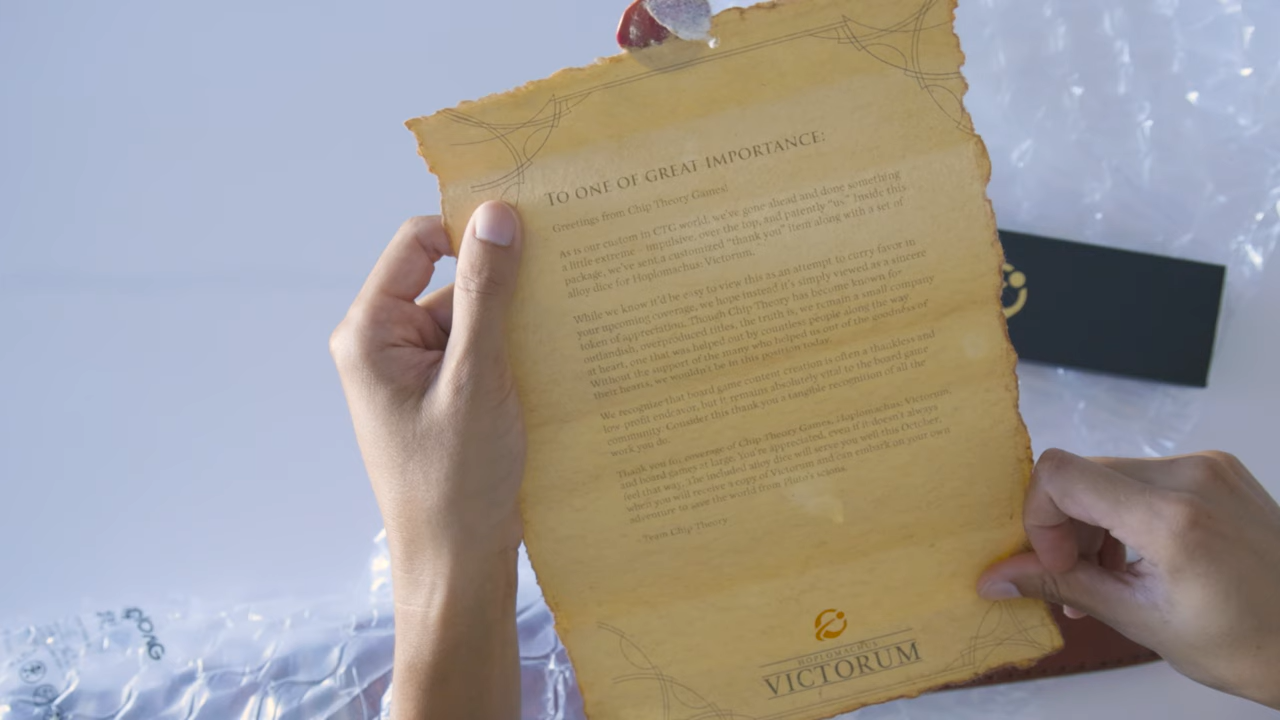 TO ONE OF GREAT IMPORTANCE:
Greetings from Chip Theory Games!
As is our custom in CTG world, we've gone ahead and done something
a little extreme - impulsive, over the top, and patently "us." Inside this
package, we've sent a customized "thank you" item along with a set of
alloy dice for Hoplomachus: Victorum.
While we know it'd be easy to view this as an attempt to curry favor in
your upcoming coverage, we hope instead it's simply viewed as a sincere
token of appreciation. Though Chip Theory has become known for
outlandish, overproduced titles, the truth is, we remain a small company
at heart, one that was helped out by countless people along the way.
Without the support of the many who helped us out of the goodness of
their hearts, we wouldn't be in this position today.
We recognize that board game content creation is often a thankless and
low-profit endeavor, but it remains absolutely vital to the board game
community. Consider this thank you a tangible recognition of all the
work you do.
Thank you for coverage of Chip Theory Games, Hoplomachus: Victorum,
and board games at large. You're appreciated, even if it doesn't always
feel that way. The included alloy dice will serve you well this October,
when you will receive a copy of Victorum and can embark on your own
adventure to save the world from Pluto's scions.
- Team Chip Theory
HOPLOMACHUS
VICTORUM